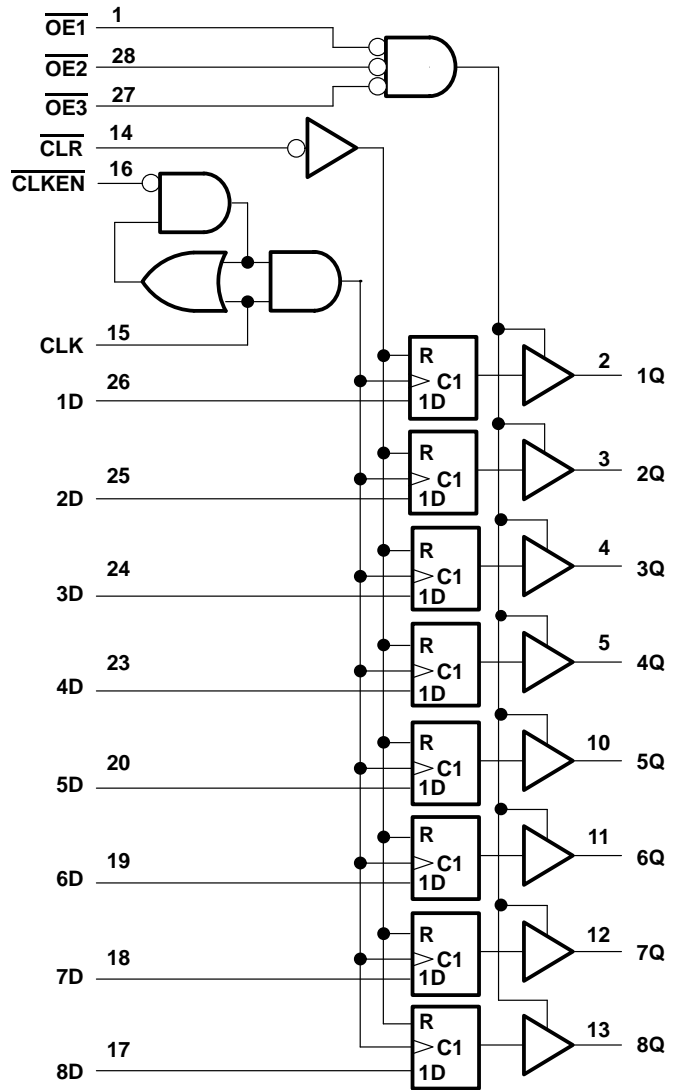 OE1 1
OE2 28
OE3 27
CLR 14
CLKEN 16
CLK 15
1D 26
R
C1
1D
2 1Q
2D 25
R
C1
1D
3 2Q
3D 24
R
C1
1D
4 3Q
4D 23
R
C1
1D
5 4Q
5D 20
R
C1
1D
10 5Q
6D 19
R
C1
1D
11 6Q
7D 18
R
C1
1D
12 7Q
8D 17
R
C1
1D
13 8Q